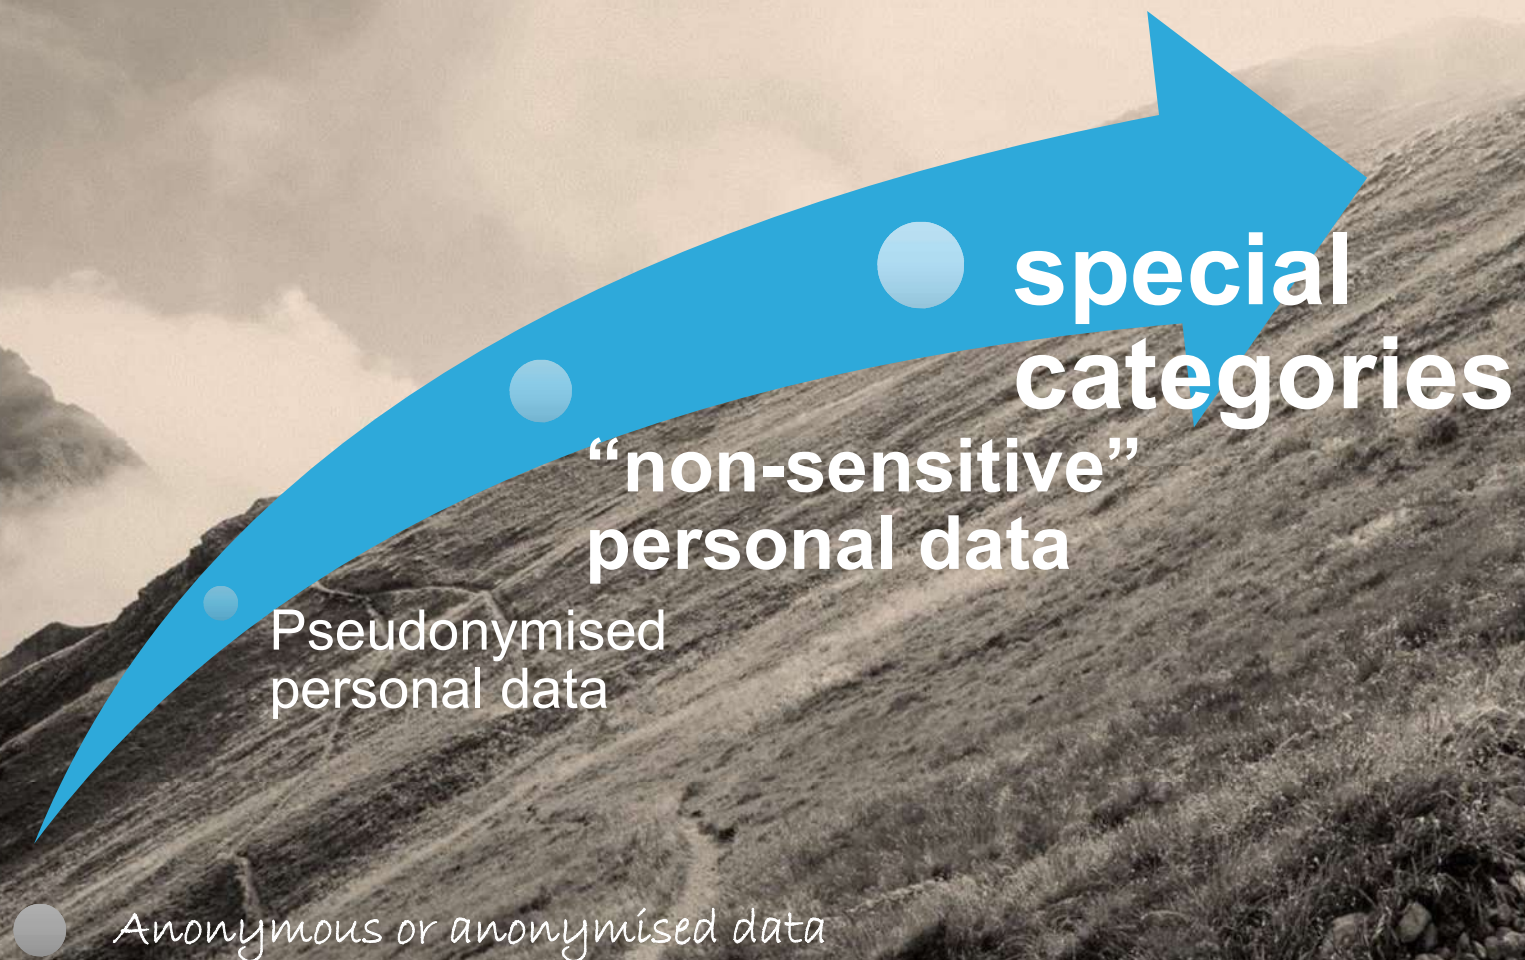 special
categories
“non-sensitive”
personal data
Pseudonymised
personal data
Anonymous or anonymised data